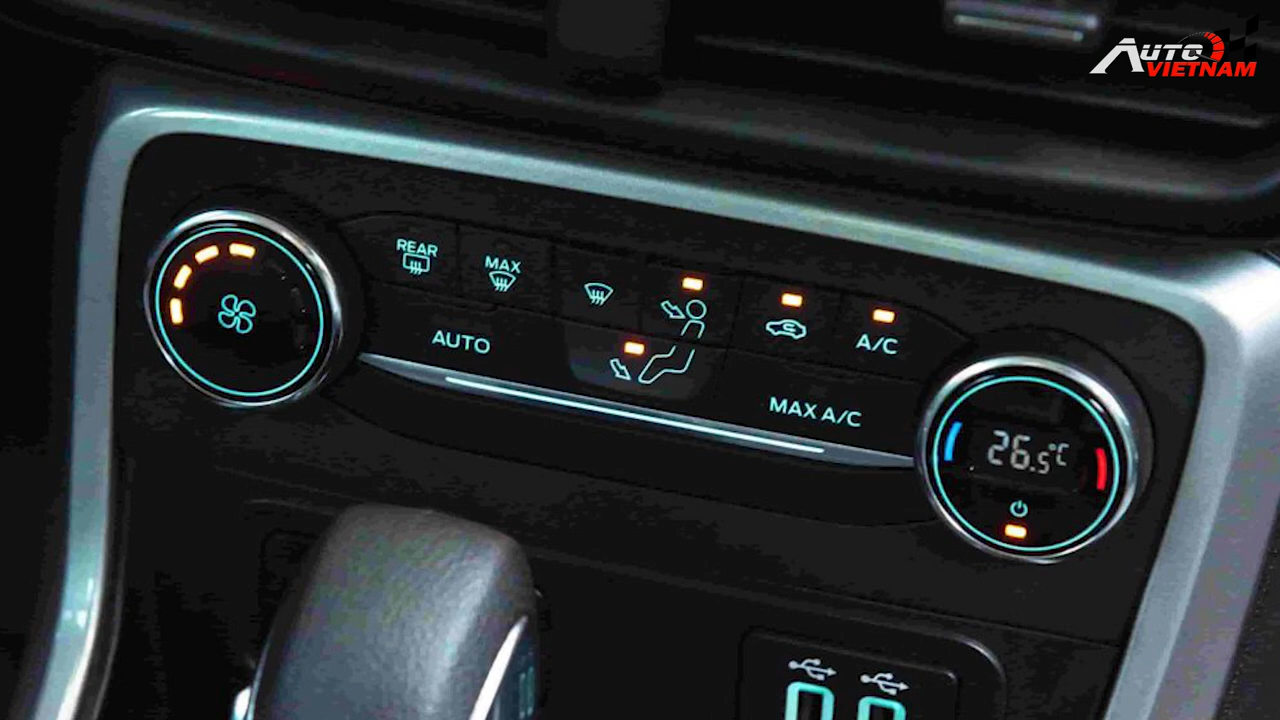 AUTO
VIETNAM
REAR
MAX
AUTO
A/C
MAX A/C
26.5°C